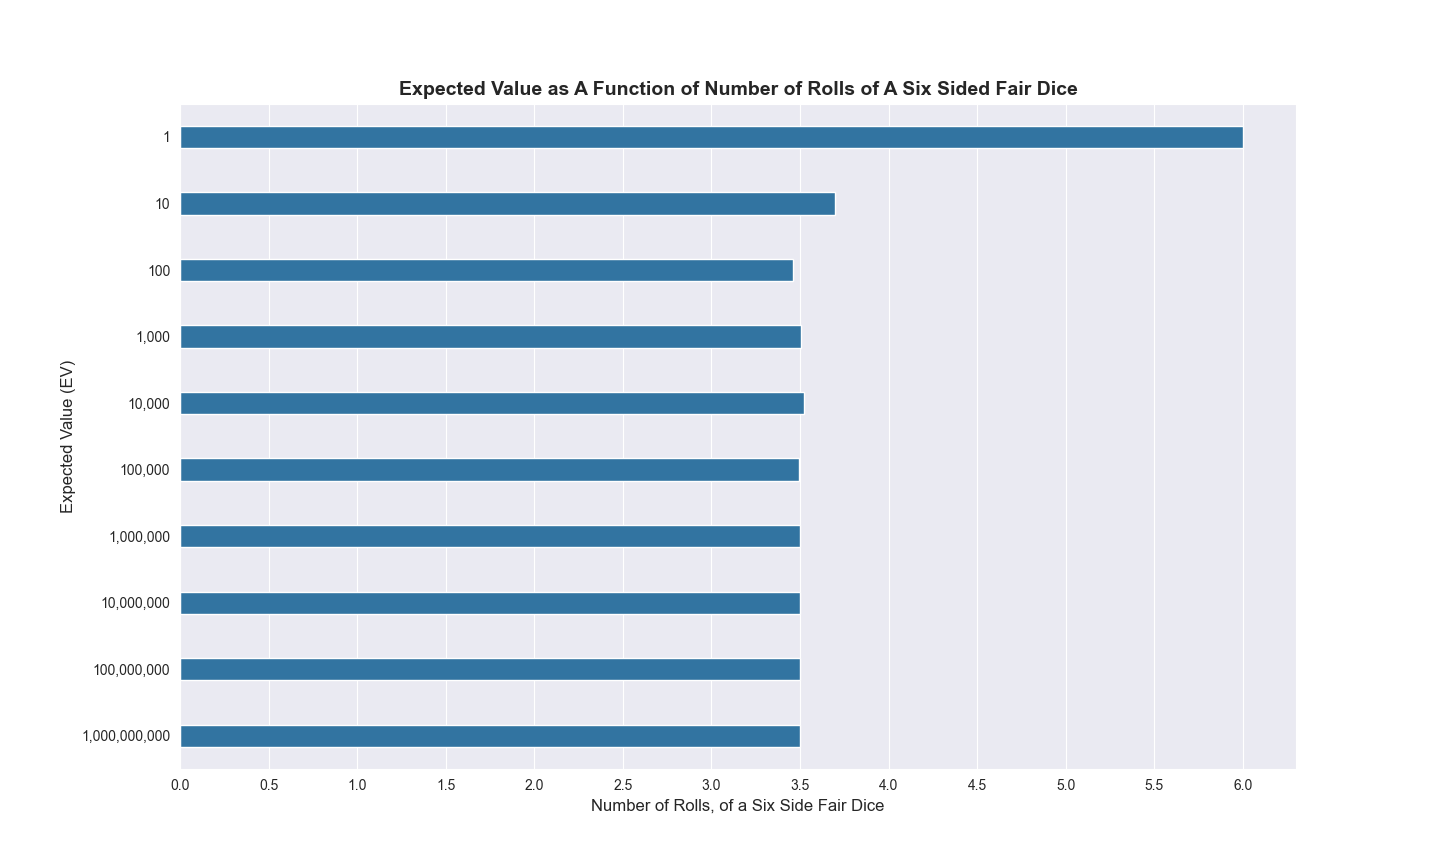 Expected Value as A Function of Number of Rolls of A Six Sided Fair Dice
1
10
100
1,000
10,000
100,000
1,000,000
10,000,000
100,000,000
1,000,000,000
Expected Value (EV)
0.0 0.5 1.0 1.5 2.0 2.5 3.0 3.5 4.0 4.5 5.0 5.5 6.0
Number of Rolls, of a Six Side Fair Dice